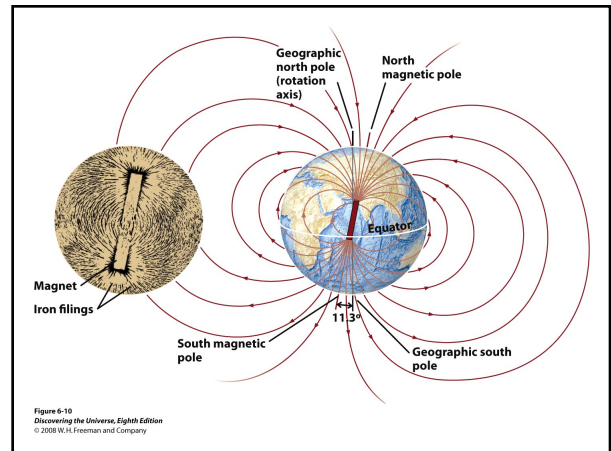 Geographic
north pole
(rotation
axis)
North
magnetic pole
Equator
Magnet
Iron filings
South magnetic
pole
11.3°
Geographic south
pole
Figure 6-10
Discovering the Universe, Eighth Edition
© 2008 W. H. Freeman and Company